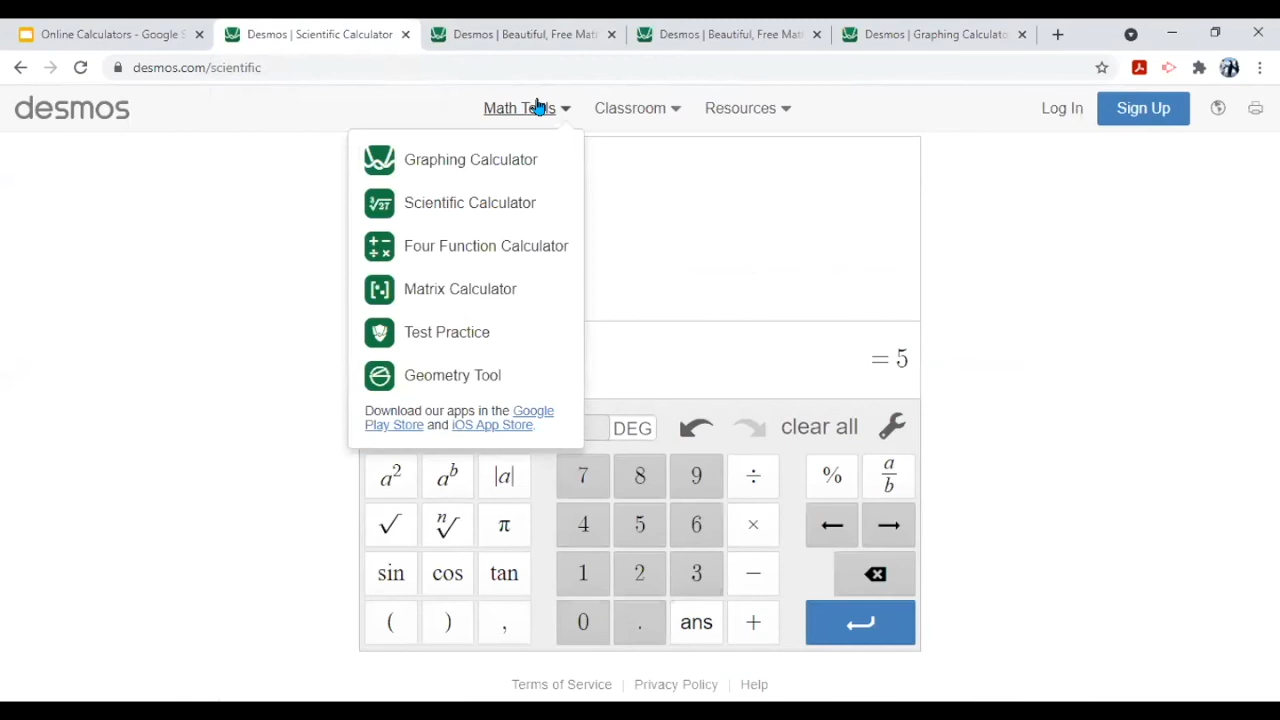 Online Calculators - Google S
Desmos | Scientific Calculator
Desmos | Beautiful, Free Mat
Desmos | Beautiful, Free Mat
Desmos | Graphing Calculato
desmos.com/scientific
desmos
Math Tools
Classroom
Resources
Log In
Sign Up
Graphing Calculator
Scientific Calculator
Four Function Calculator
Matrix Calculator
Test Practice
Geometry Tool
Download our apps in the Google
Play Store and iOS App Store.
= 5
DEG
clear all
a² aᵇ |a| 7 8 9 ÷ % a/b
√ ⁿ√ π 4 5 6 × ← →
sin cos tan 1 2 3 −
( ) , 0 . ans +
Terms of Service | Privacy Policy | Help